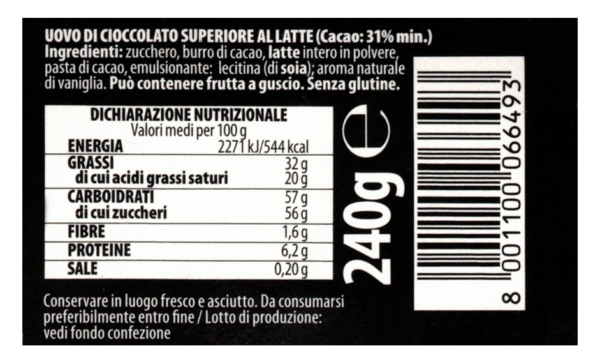 UOVO DI CIOCCOLATO SUPERIORE AL LATTE (Cacao: 31% min.)
Ingredienti: zucchero, burro di cacao, latte intero in polvere,
pasta di cacao, emulsionante: lecitina (di soia); aroma naturale
di vaniglia. Può contenere frutta a guscio. Senza glutine.
DICHIARAZIONE NUTRIZIONALE
Valori medi per 100 g
ENERGIA 2271 kJ/544 kcal
GRASSI 32 g
di cui acidi grassi saturi 20 g
CARBOIDRATI 57 g
di cui zuccheri 56 g
FIBRE 1,6 g
PROTEINE 6,2 g
SALE 0,20 g
240g e
8 001100 066493
Conservare in luogo fresco e asciutto. Da consumarsi
preferibilmente entro fine / Lotto di produzione:
vedi fondo confezione